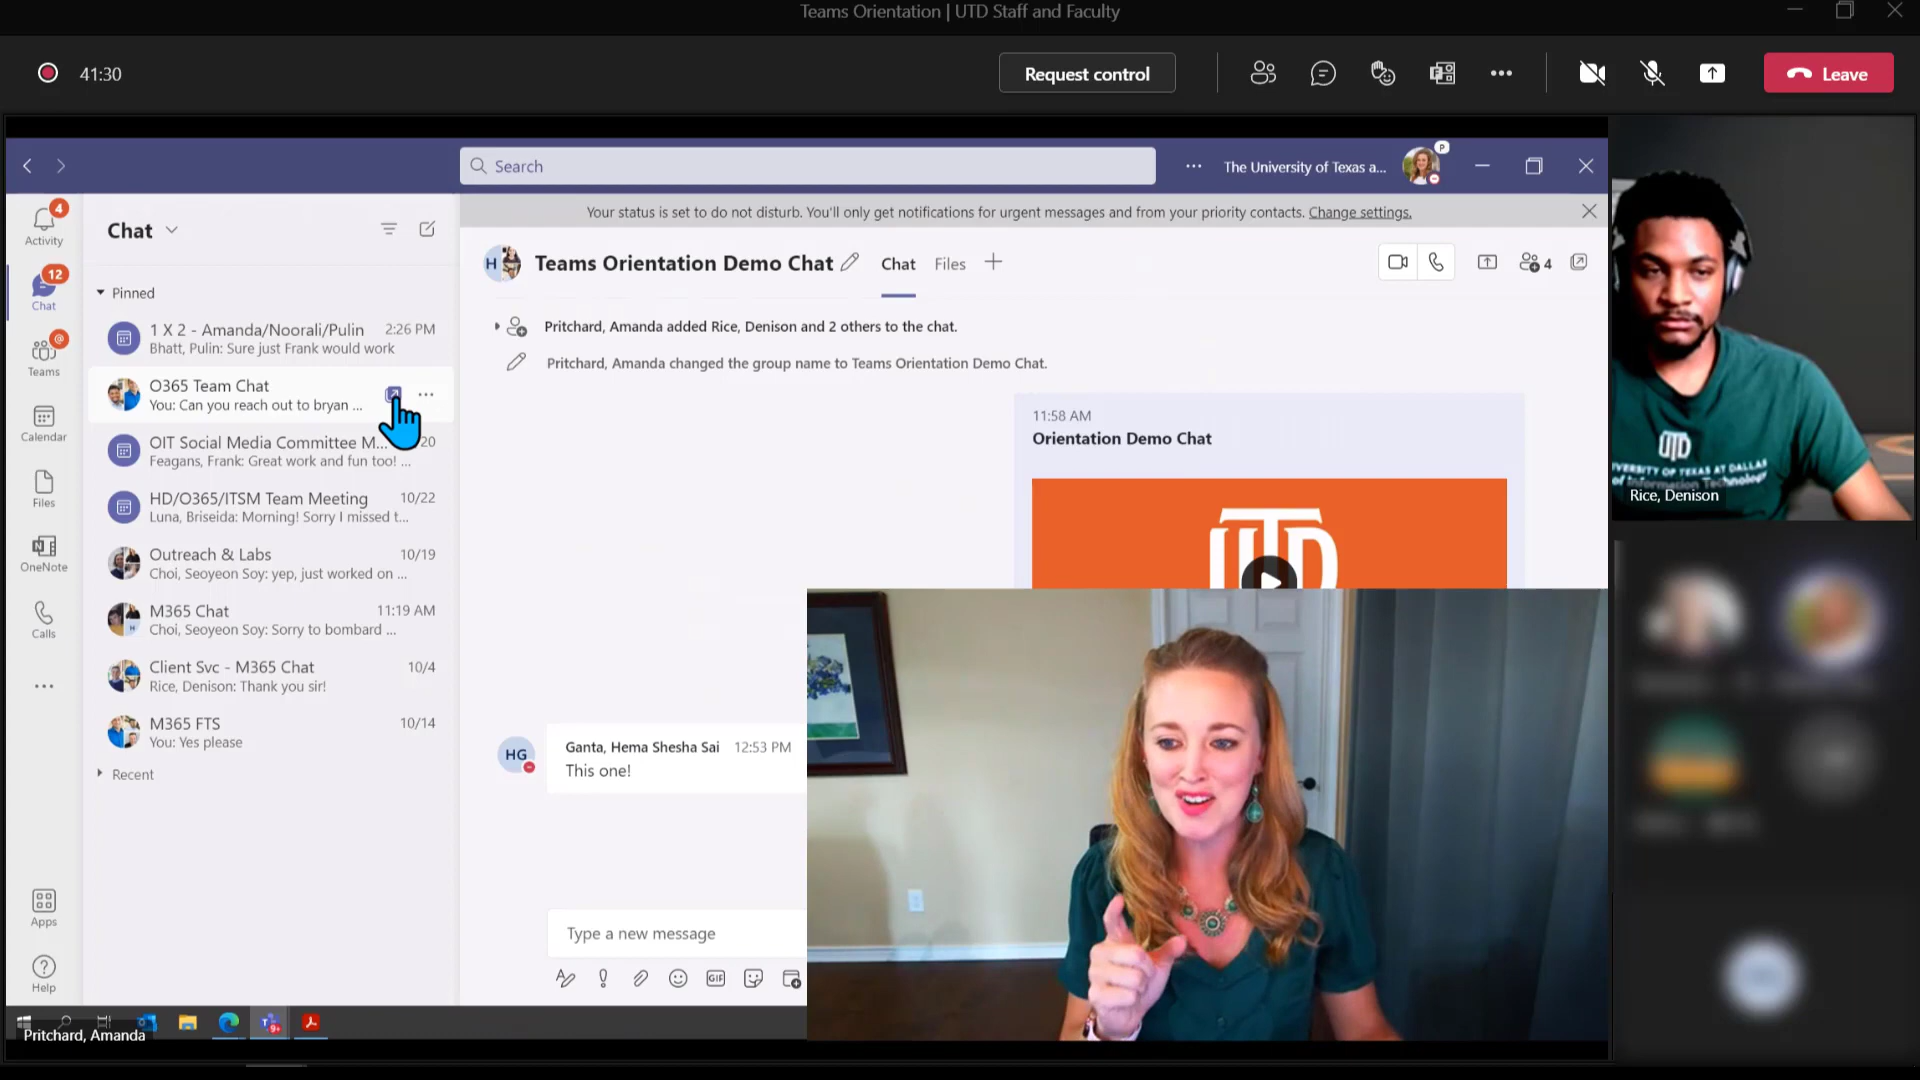 Teams Orientation | UTD Staff and Faculty
41:30
Request control
Leave
Search
The University of Texas a...
P
Your status is set to do not disturb. You'll only get notifications for urgent messages and from your priority contacts. Change settings.
4
Activity
12
Chat
@
Teams
Calendar
Files
OneNote
Calls
Apps
Help
Chat
Pinned
1 X 2 - Amanda/Noorali/Pulin 2:26 PM
Bhatt, Pulin: Sure just Frank would work
O365 Team Chat
You: Can you reach out to bryan ...
OIT Social Media Committee M... 20
Feagans, Frank: Great work and fun too! ...
HD/O365/ITSM Team Meeting 10/22
Luna, Briseida: Morning! Sorry I missed t...
Outreach & Labs 10/19
Choi, Seoyeon Soy: yep, just worked on ...
M365 Chat 11:19 AM
Choi, Seoyeon Soy: Sorry to bombard ...
Client Svc - M365 Chat 10/4
Rice, Denison: Thank you sir!
M365 FTS 10/14
You: Yes please
Recent
H
Teams Orientation Demo Chat Chat Files
4
Pritchard, Amanda added Rice, Denison and 2 others to the chat.
Pritchard, Amanda changed the group name to Teams Orientation Demo Chat.
11:58 AM
Orientation Demo Chat
UTD
HG
Ganta, Hema Shesha Sai 12:53 PM
This one!
Type a new message
GIF
Pritchard, Amanda
UTD
Rice, Denison